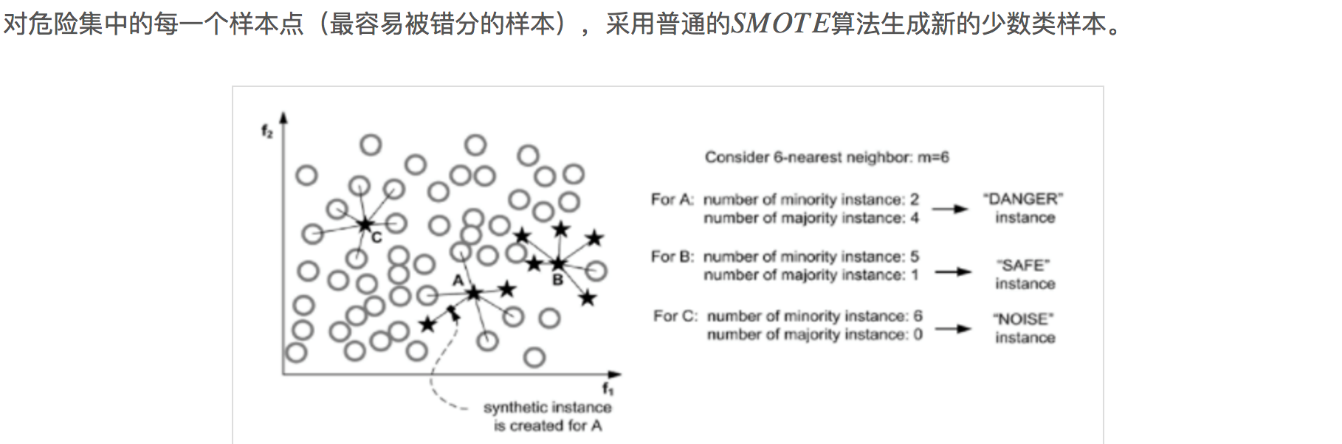 对危险集中的每一个样本点（最容易被错分的样本），采用普通的SMOTE算法生成新的少数类样本。
f₂
Consider 6-nearest neighbor: m=6
For A: number of minority instance: 2
number of majority instance: 4
"DANGER"
instance
For B: number of minority instance: 5
number of majority instance: 1
"SAFE"
instance
For C: number of minority instance: 6
number of majority instance: 0
"NOISE"
instance
C
A
B
f₁
synthetic instance
is created for A